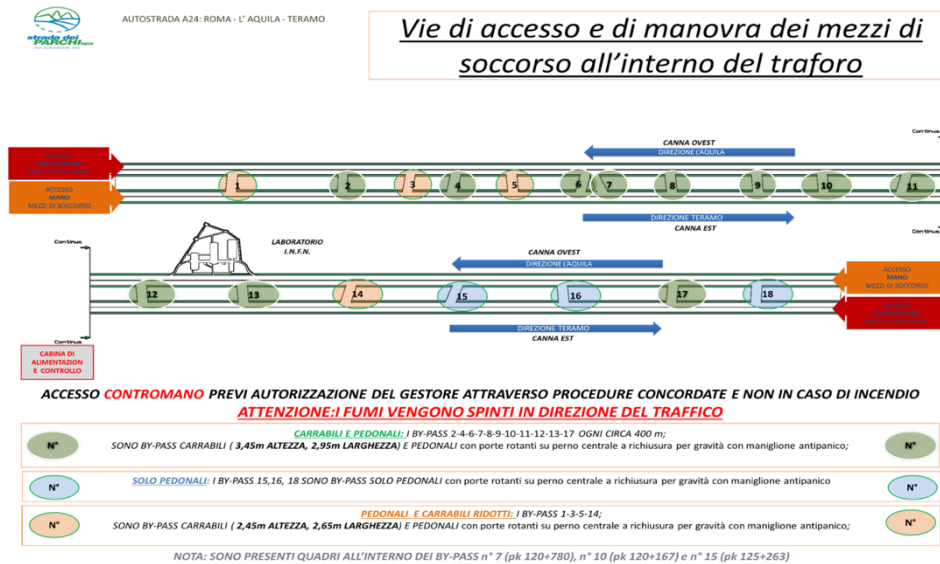 strada dei
PARCHI spa
AUTOSTRADA A24: ROMA - L' AQUILA - TERAMO
Vie di accesso e di manovra dei mezzi di
soccorso all'interno del traforo
Continua
CANNA OVEST
DIREZIONE L'AQUILA
ACCESSO
MANO
MEZZI DI SOCCORSO
1 2 3 4 5 6 7 8 9 10 11
DIREZIONE TERAMO
CANNA EST
Continua
Continua
LABORATORIO
I.N.F.N.
CANNA OVEST
DIREZIONE L'AQUILA
ACCESSO
MANO
MEZZI DI SOCCORSO
12 13 14 15 16 17 18
DIREZIONE TERAMO
CANNA EST
Continua
CABINA DI
ALIMENTAZION
E CONTROLLO
ACCESSO CONTROMANO PREVI AUTORIZZAZIONE DEL GESTORE ATTRAVERSO PROCEDURE CONCORDATE E NON IN CASO DI INCENDIO
ATTENZIONE:I FUMI VENGONO SPINTI IN DIREZIONE DEL TRAFFICO
N°
CARRABILI E PEDONALI: I BY-PASS 2-4-6-7-8-9-10-11-12-13-17 OGNI CIRCA 400 m;
SONO BY-PASS CARRABILI ( 3,45m ALTEZZA, 2,95m LARGHEZZA) E PEDONALI con porte rotanti su perno centrale a richiusura per gravità con maniglione antipanico;
N°
N°
SOLO PEDONALI: I BY-PASS 15,16, 18 SONO BY-PASS SOLO PEDONALI con porte rotanti su perno centrale a richiusura per gravità con maniglione antipanico
N°
N°
PEDONALI E CARRABILI RIDOTTI: I BY-PASS 1-3-5-14;
SONO BY-PASS CARRABILI ( 2,45m ALTEZZA, 2,65m LARGHEZZA) E PEDONALI con porte rotanti su perno centrale a richiusura per gravità con maniglione antipanico;
N°
NOTA: SONO PRESENTI QUADRI ALL'INTERNO DEI BY-PASS n° 7 (pk 120+780), n° 10 (pk 120+167) e n° 15 (pk 125+263)